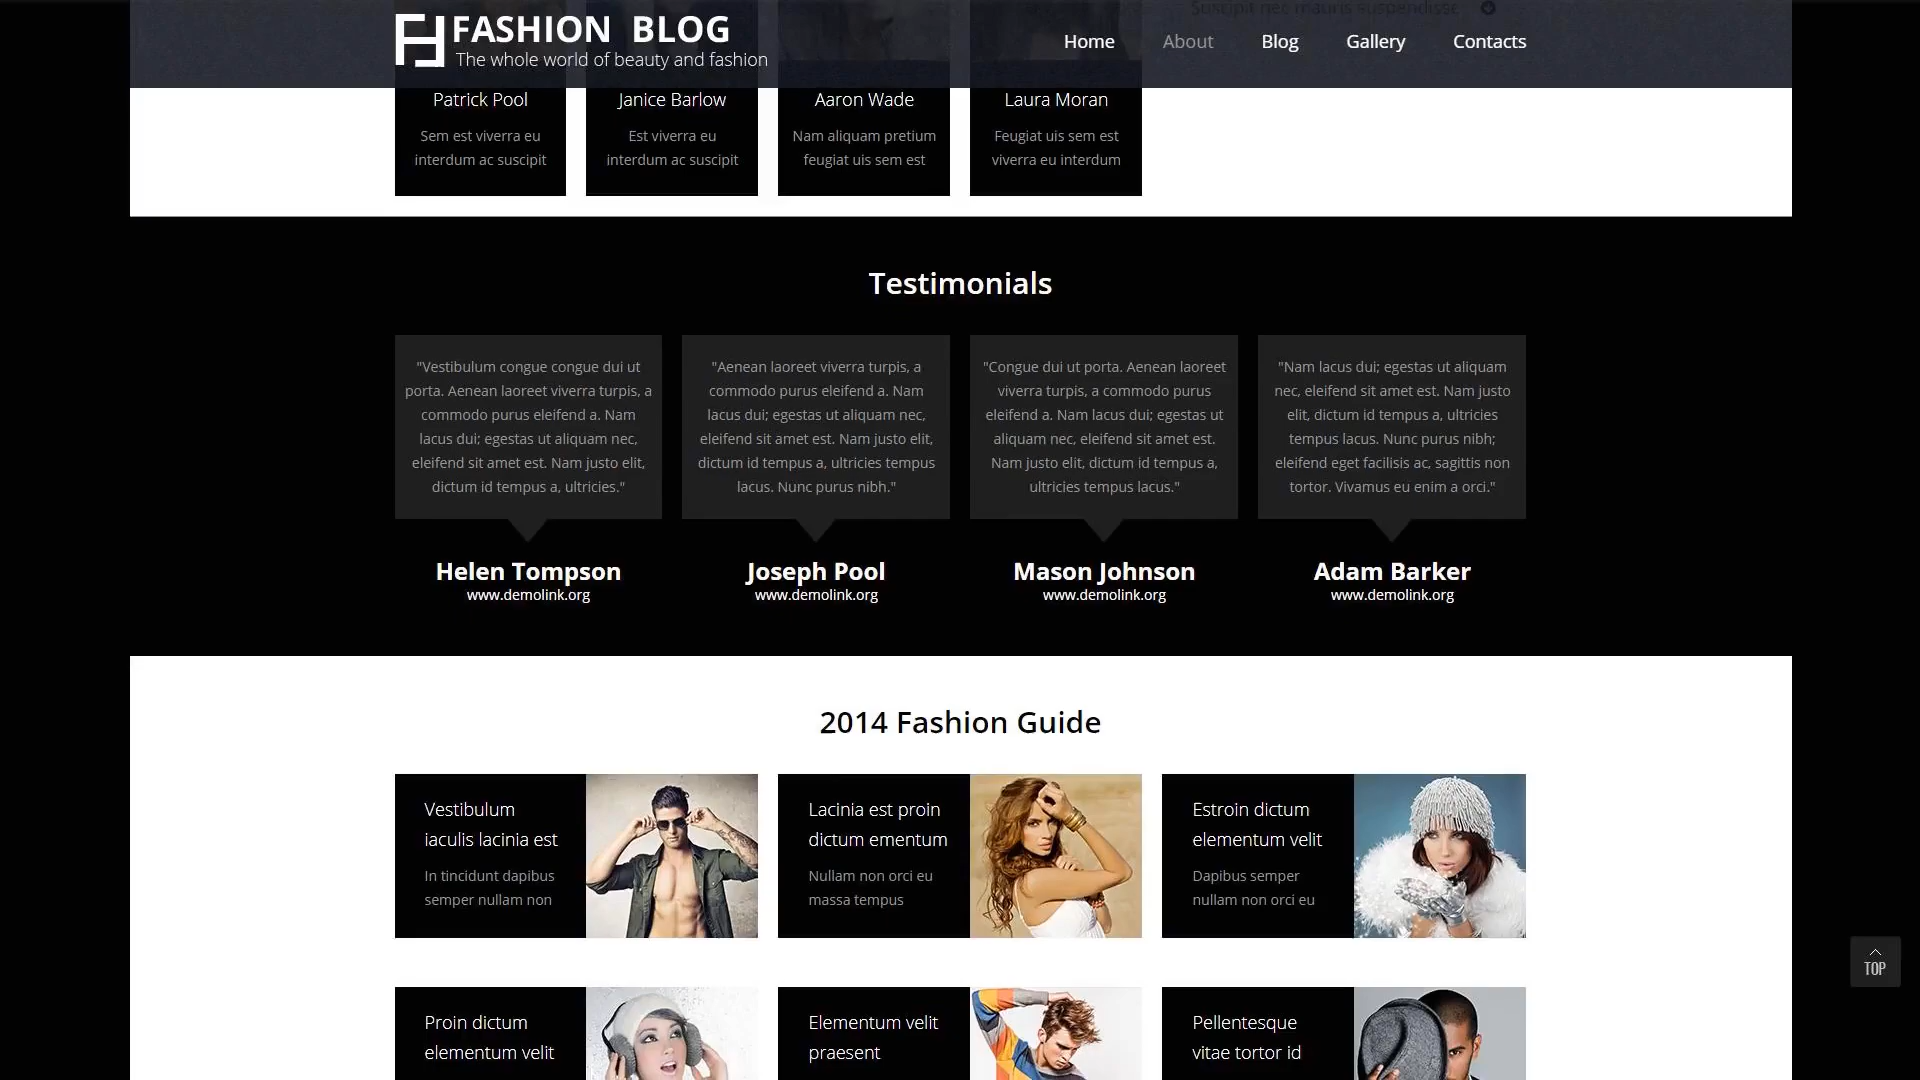 FASHION BLOG
The whole world of beauty and fashion
Home About Blog Gallery Contacts
Suscipit nec mauris suspendisse
Patrick Pool
Sem est viverra eu
interdum ac suscipit
Janice Barlow
Est viverra eu
interdum ac suscipit
Aaron Wade
Nam aliquam pretium
feugiat uis sem est
Laura Moran
Feugiat uis sem est
viverra eu interdum
Testimonials
"Vestibulum congue congue dui ut
porta. Aenean laoreet viverra turpis, a
commodo purus eleifend a. Nam
lacus dui; egestas ut aliquam nec,
eleifend sit amet est. Nam justo elit,
dictum id tempus a, ultricies."
Helen Tompson
www.demolink.org
"Aenean laoreet viverra turpis, a
commodo purus eleifend a. Nam
lacus dui; egestas ut aliquam nec,
eleifend sit amet est. Nam justo elit,
dictum id tempus a, ultricies tempus
lacus. Nunc purus nibh."
Joseph Pool
www.demolink.org
"Congue dui ut porta. Aenean laoreet
viverra turpis, a commodo purus
eleifend a. Nam lacus dui; egestas ut
aliquam nec, eleifend sit amet est.
Nam justo elit, dictum id tempus a,
ultricies tempus lacus."
Mason Johnson
www.demolink.org
"Nam lacus dui; egestas ut aliquam
nec, eleifend sit amet est. Nam justo
elit, dictum id tempus a, ultricies
tempus lacus. Nunc purus nibh;
eleifend eget facilisis ac, sagittis non
tortor. Vivamus eu enim a orci."
Adam Barker
www.demolink.org
2014 Fashion Guide
Vestibulum
iaculis lacinia est
In tincidunt dapibus
semper nullam non
Lacinia est proin
dictum ementum
Nullam non orci eu
massa tempus
Estroin dictum
elementum velit
Dapibus semper
nullam non orci eu
Proin dictum
elementum velit
Elementum velit
praesent
Pellentesque
vitae tortor id
TOP